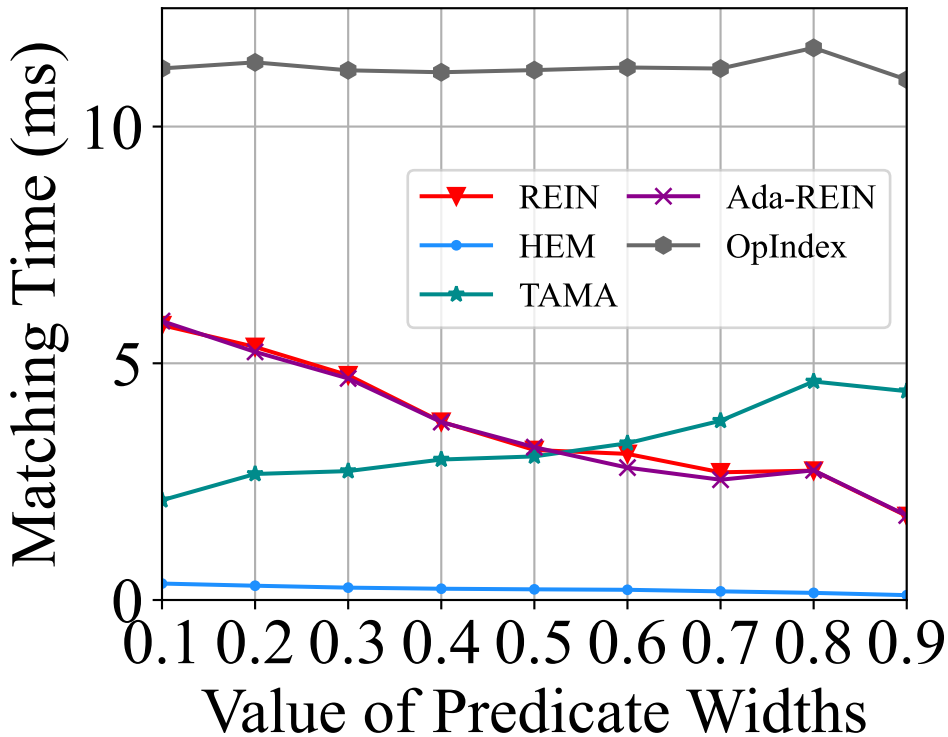 Matching Time (ms)
10
5
0
REIN
HEM
TAMA
Ada-REIN
OpIndex
0.1 0.2 0.3 0.4 0.5 0.6 0.7 0.8 0.9
Value of Predicate Widths